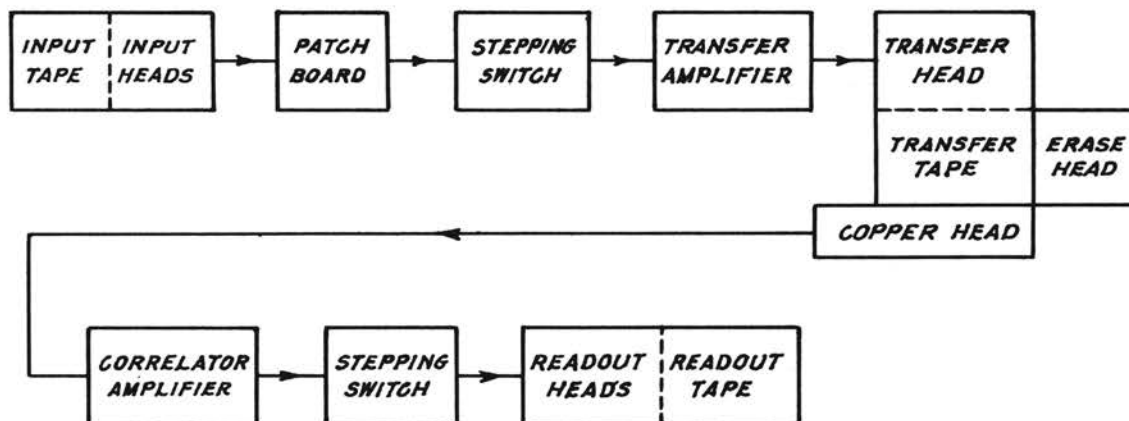 INPUT TAPE
INPUT HEADS
PATCH BOARD
STEPPING SWITCH
TRANSFER AMPLIFIER
TRANSFER HEAD
TRANSFER TAPE
ERASE HEAD
COPPER HEAD
CORRELATOR AMPLIFIER
STEPPING SWITCH
READOUT HEADS
READOUT TAPE